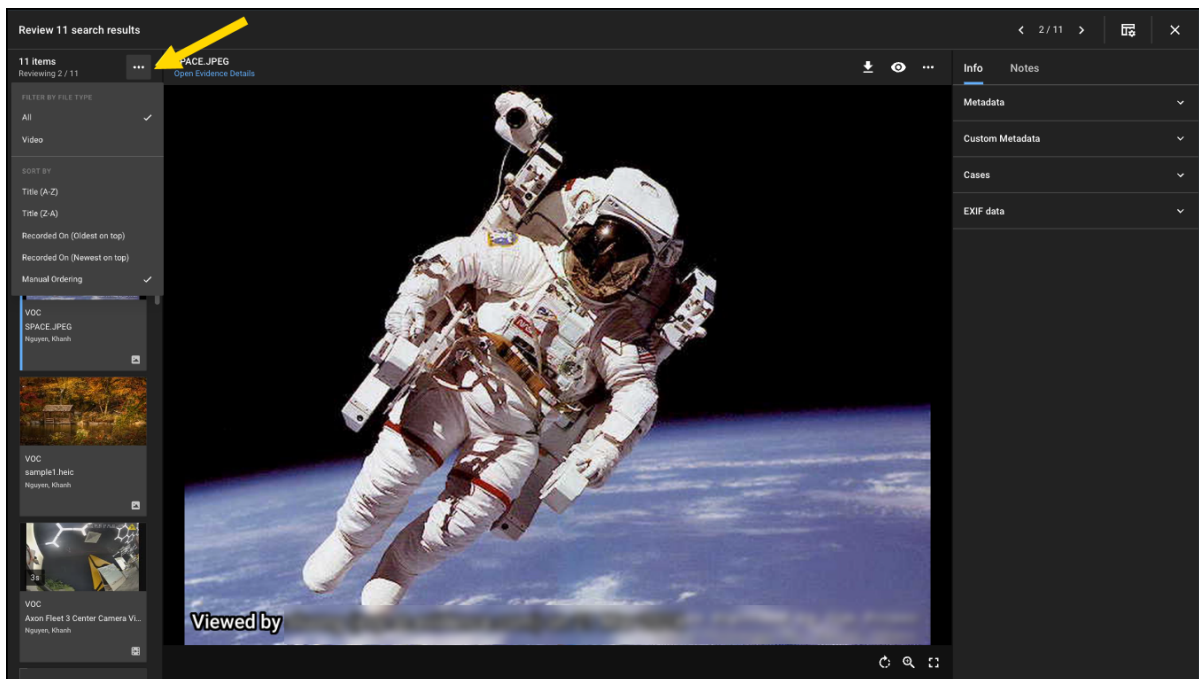 Review 11 search results
2 / 11
11 items
Reviewing 2 / 11
PACE.JPEG
Open Evidence Details
FILTER BY FILE TYPE
All
Video
SORT BY
Title (A-Z)
Title (Z-A)
Recorded On (Oldest on top)
Recorded On (Newest on top)
Manual Ordering
VOC
SPACE.JPEG
Nguyen, Khanh
VOC
sample1.heic
Nguyen, Khanh
3s
VOC
Axon Fleet 3 Center Camera Vi...
Nguyen, Khanh
Viewed by
Info
Notes
Metadata
Custom Metadata
Cases
EXIF data